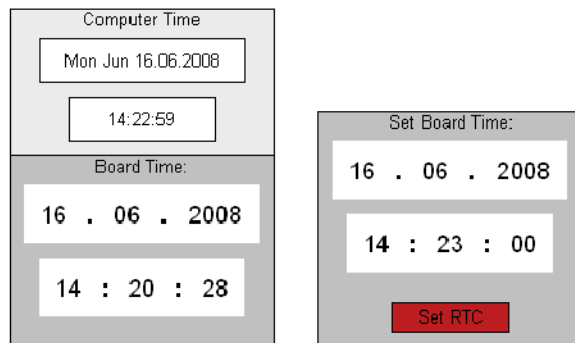 Computer Time
Mon Jun 16.06.2008
14:22:59
Board Time:
16 . 06 . 2008
14 : 20 : 28
Set Board Time:
16 . 06 . 2008
14 : 23 : 00
Set RTC